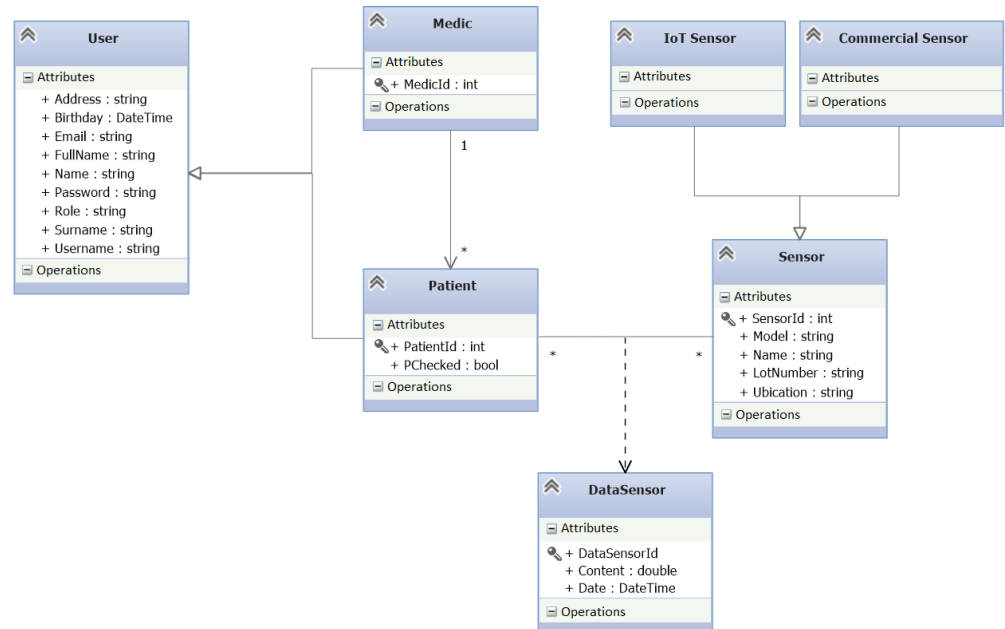 User
Attributes
+ Address : string
+ Birthday : DateTime
+ Email : string
+ FullName : string
+ Name : string
+ Password : string
+ Role : string
+ Surname : string
+ Username : string
Operations
Medic
Attributes
+ MedicId : int
Operations
1
*
Patient
Attributes
+ PatientId : int
+ PChecked : bool
Operations
*
*
IoT Sensor
Attributes
Operations
Commercial Sensor
Attributes
Operations
Sensor
Attributes
+ SensorId : int
+ Model : string
+ Name : string
+ LotNumber : string
+ Ubication : string
Operations
DataSensor
Attributes
+ DataSensorId
+ Content : double
+ Date : DateTime
Operations